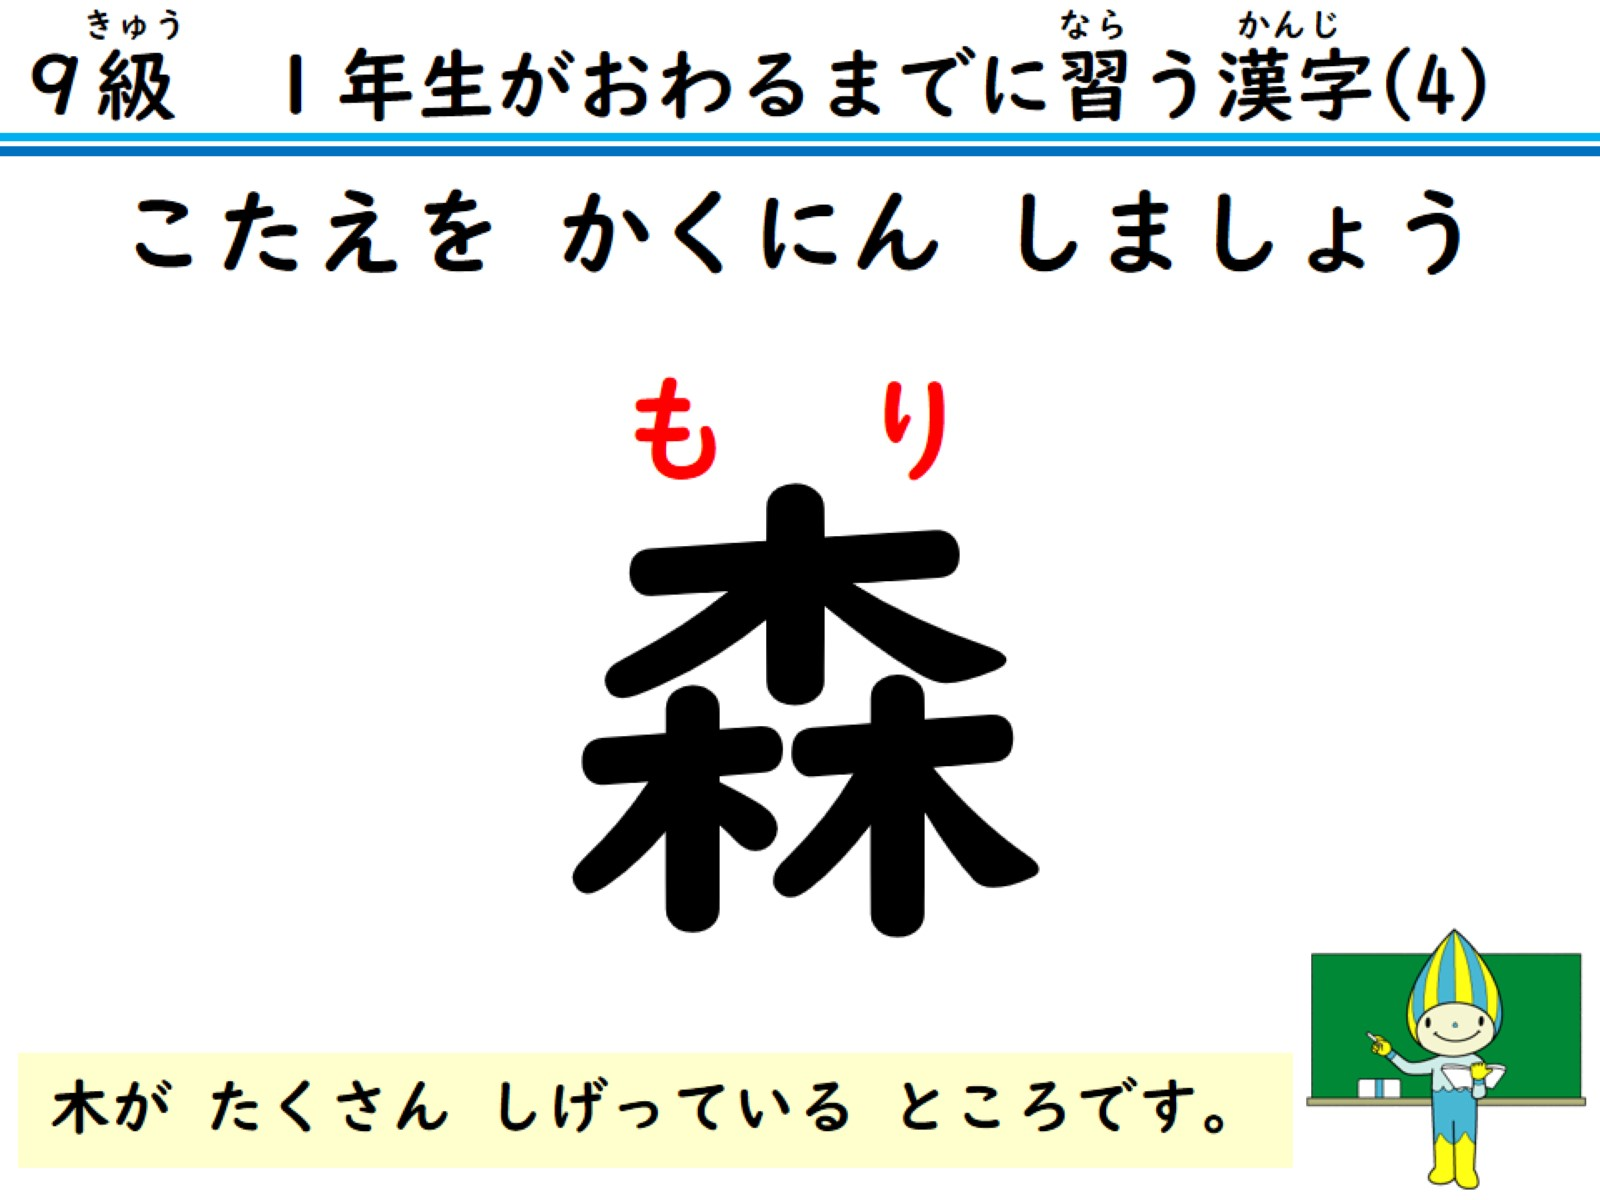 きゅう なら かんじ
9級 1年生がおわるまでに習う漢字(4)
こたえを かくにん しましょう
も り
森
木が たくさん しげっている ところです。